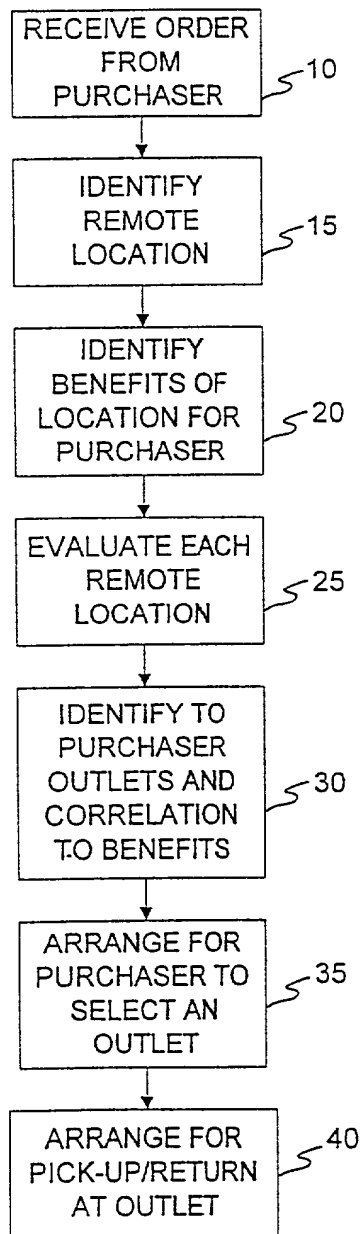 RECEIVE ORDER
FROM
PURCHASER
10
IDENTIFY
REMOTE
LOCATION
15
IDENTIFY
BENEFITS OF
LOCATION FOR
PURCHASER
20
EVALUATE EACH
REMOTE
LOCATION
25
IDENTIFY TO
PURCHASER
OUTLETS AND
CORRELATION
TO BENEFITS
30
ARRANGE FOR
PURCHASER TO
SELECT AN
OUTLET
35
ARRANGE FOR
PICK-UP/RETURN
AT OUTLET
40